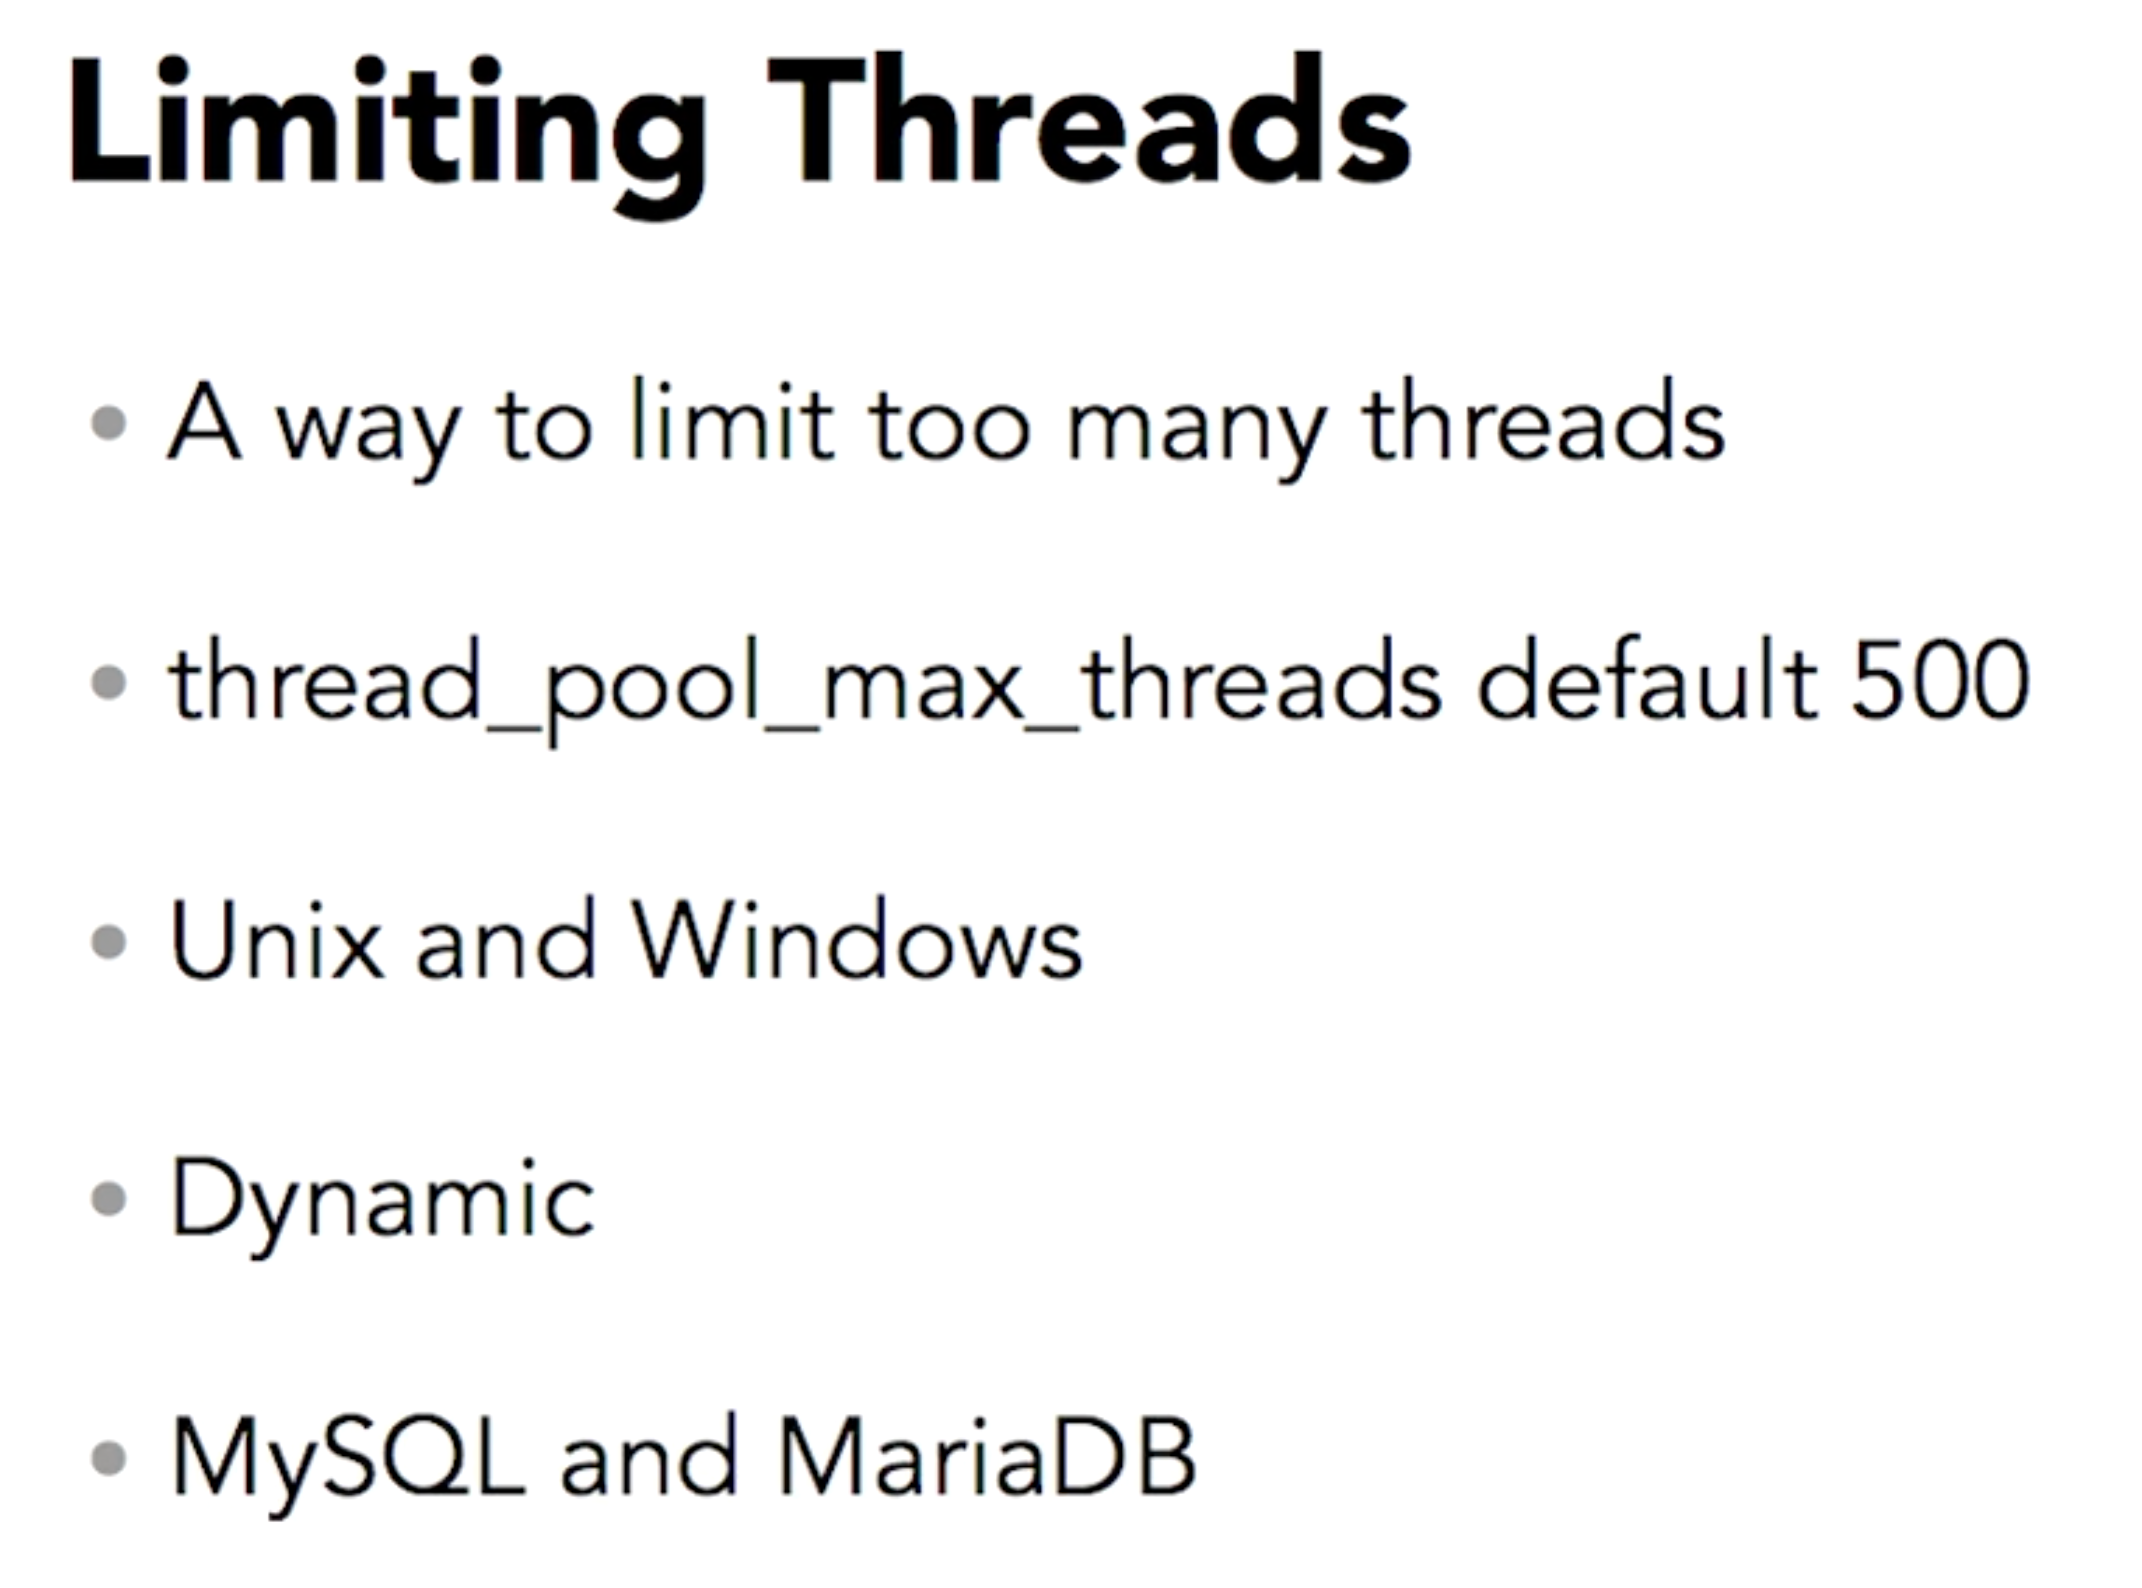 Limiting Threads
• A way to limit too many threads
• thread_pool_max_threads default 500
• Unix and Windows
• Dynamic
• MySQL and MariaDB